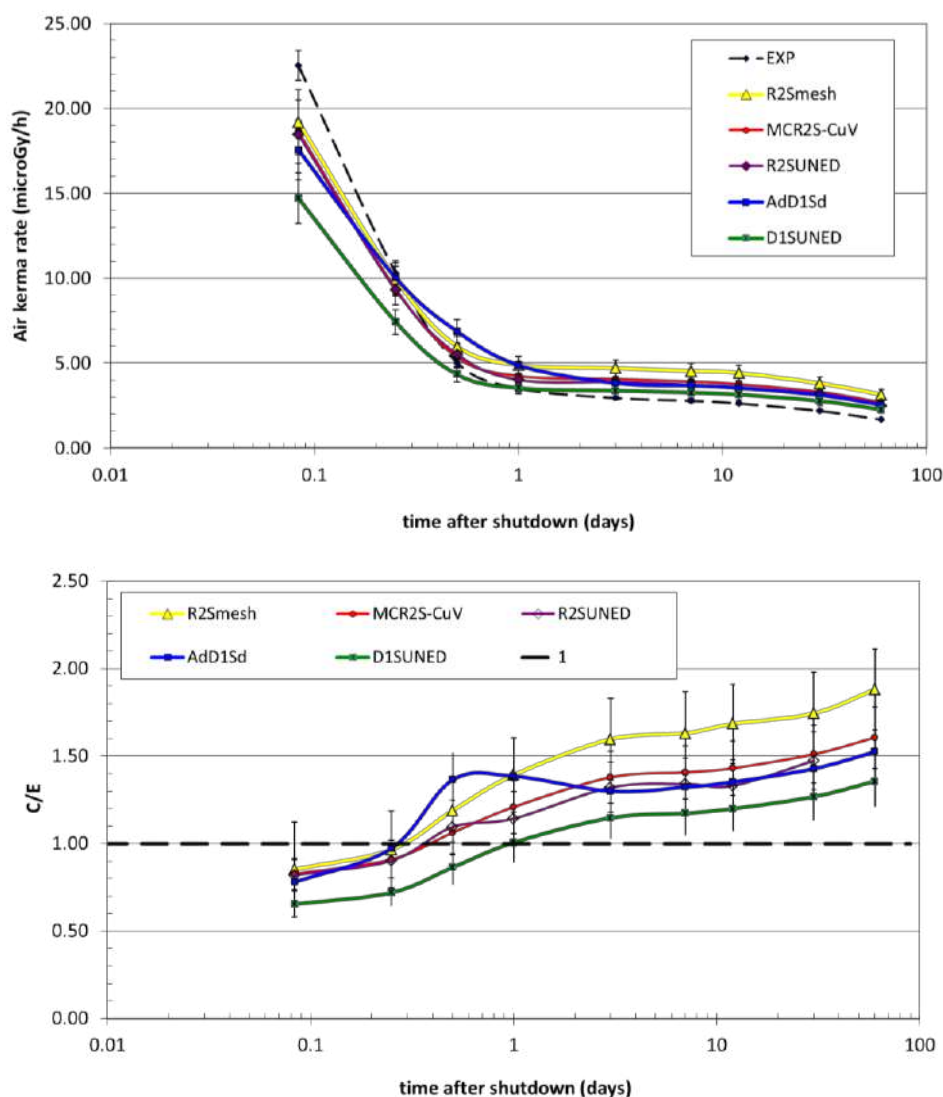 25.00
20.00
15.00
10.00
5.00
0.00
Air kerma rate (microGy/h)
EXP
R2Smesh
MCR2S-CuV
R2SUNED
AdD1Sd
D1SUNED
0.01 0.1 1 10 100
time after shutdown (days)
2.50
2.00
1.50
1.00
0.50
0.00
C/E
R2Smesh MCR2S-CuV R2SUNED
AdD1Sd D1SUNED 1
0.01 0.1 1 10 100
time after shutdown (days)